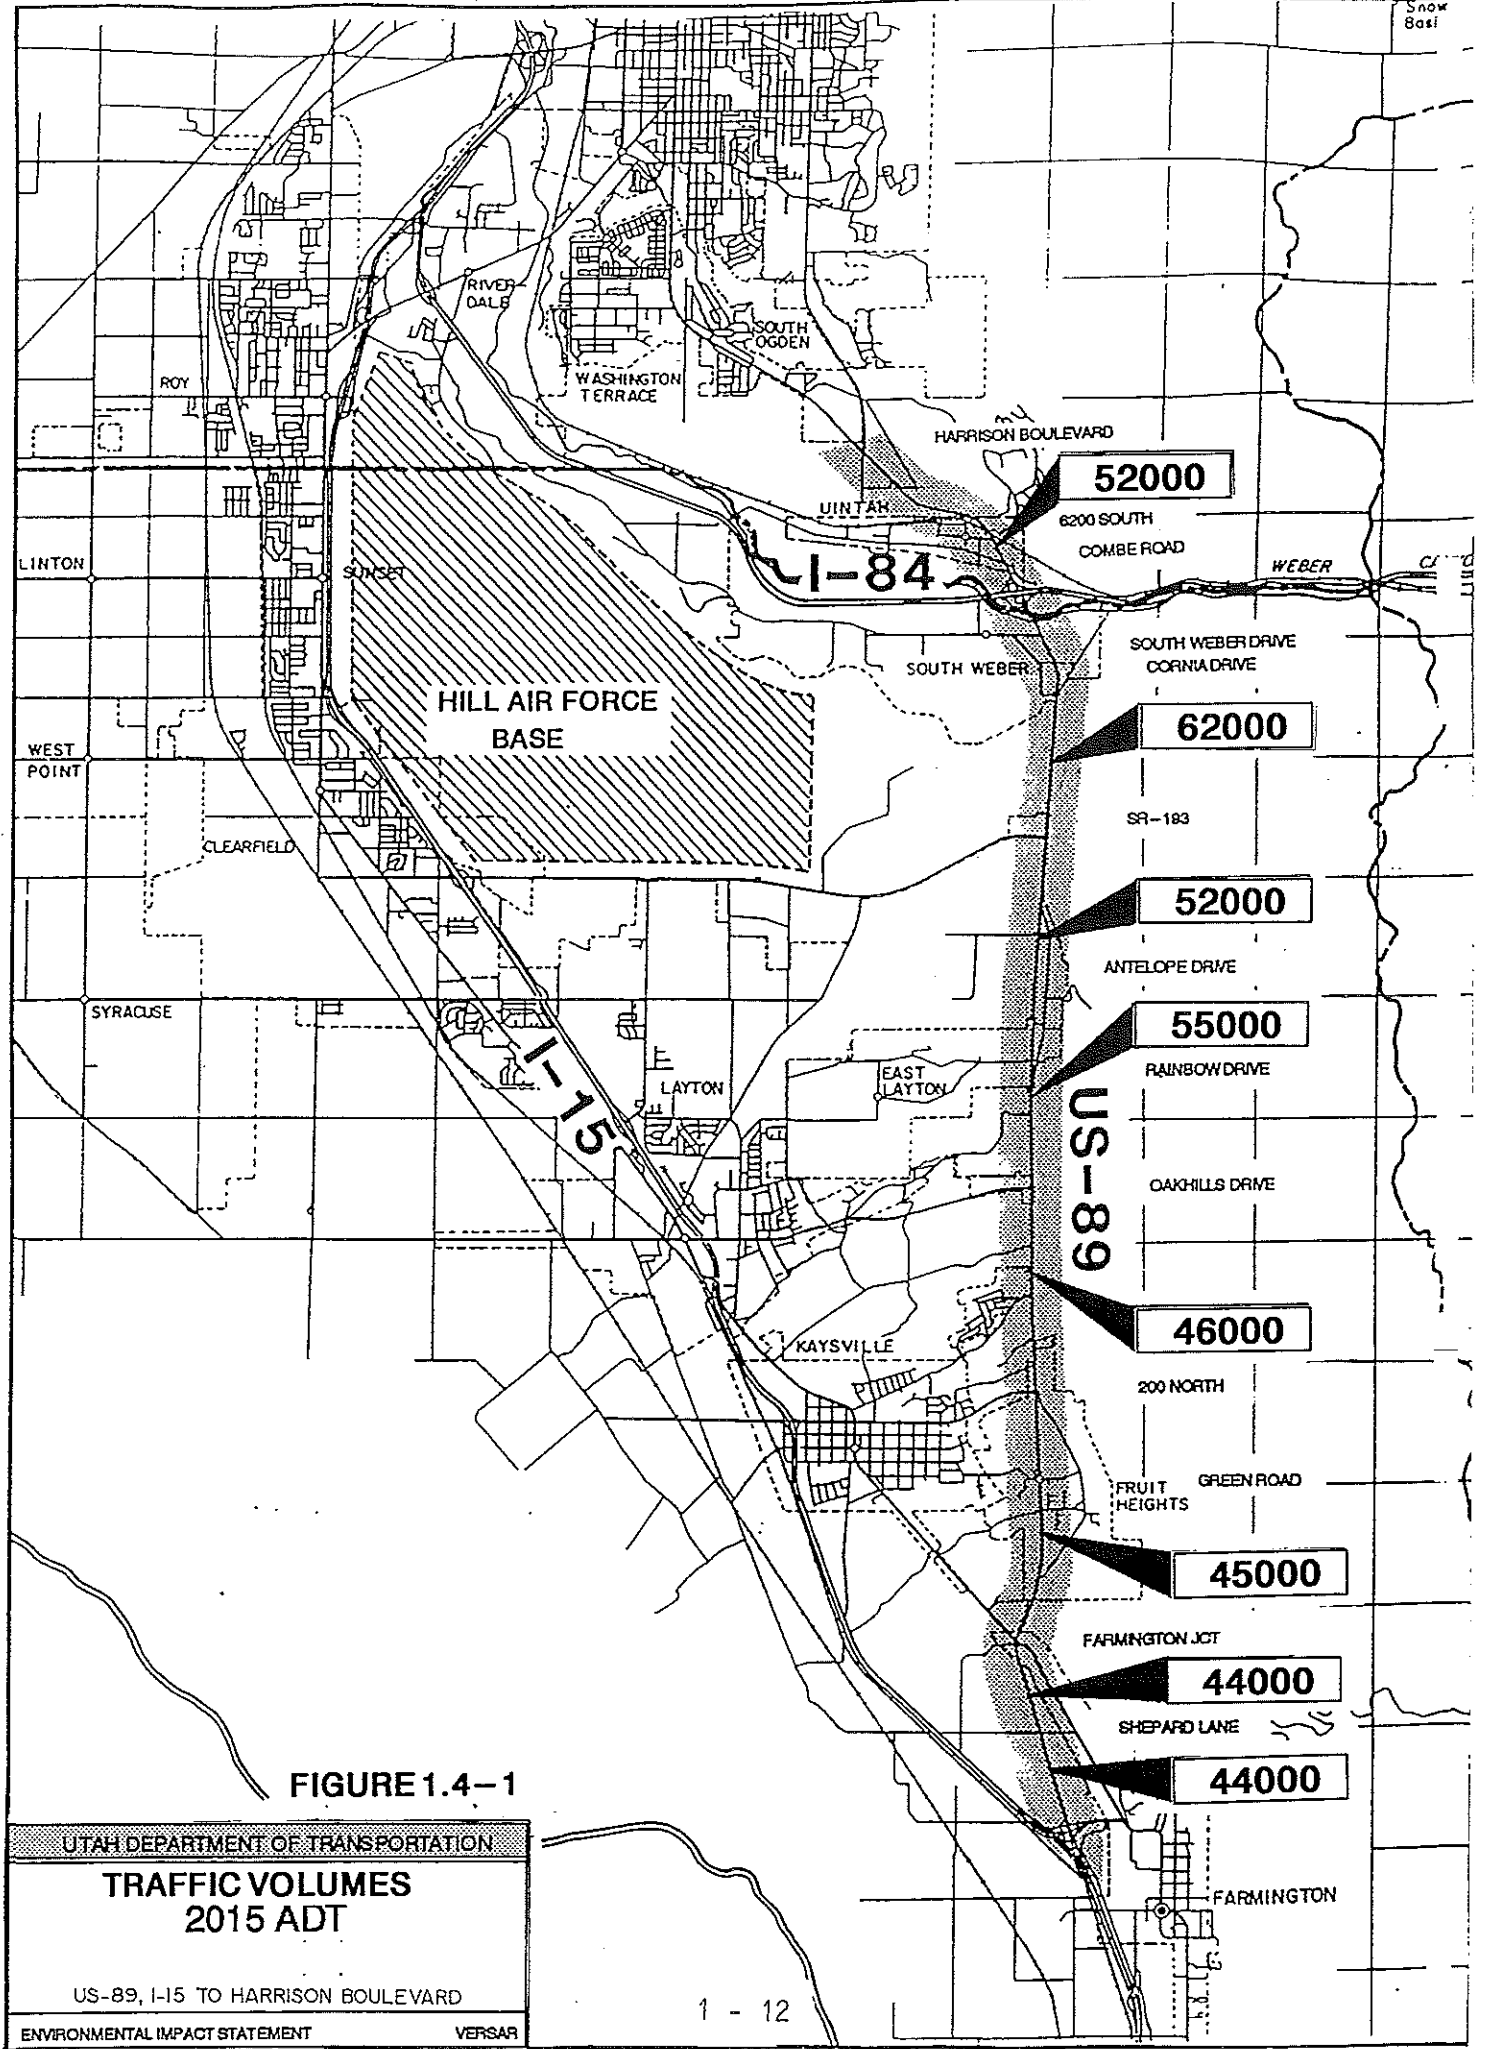 Snow
Basi
RIVER-
DALE
SOUTH
OGDEN
ROY
WASHINGTON
TERRACE
HARRISON BOULEVARD
52000
UINTAH
6200 SOUTH
COMBE ROAD
LINTON
SUNSET
I-84
WEBER
SOUTH WEBER DRIVE
CORNIA DRIVE
SOUTH WEBER
HILL AIR FORCE
BASE
62000
WEST
POINT
SR-193
CLEARFIELD
52000
ANTELOPE DRIVE
SYRACUSE
55000
I-15
LAYTON
EAST
LAYTON
RAINBOW DRIVE
US-89
OAKHILLS DRIVE
46000
KAYSVILLE
200 NORTH
FRUIT
HEIGHTS
GREEN ROAD
45000
FARMINGTON JCT
44000
SHEPARD LANE
44000
FIGURE 1.4-1
UTAH DEPARTMENT OF TRANSPORTATION
TRAFFIC VOLUMES
2015 ADT
FARMINGTON
US-89, I-15 TO HARRISON BOULEVARD
1 - 12
ENVIRONMENTAL IMPACT STATEMENT VERSAR